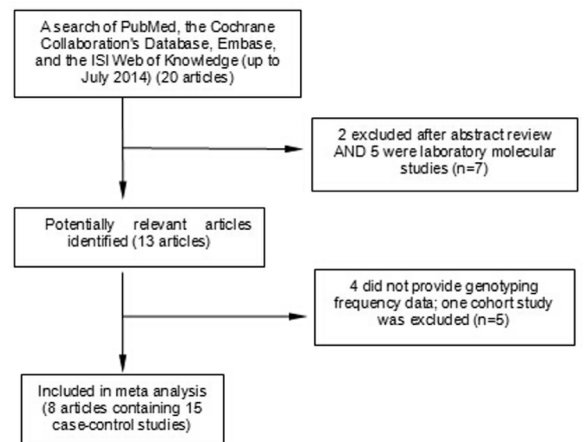 A search of PubMed, the Cochrane
Collaboration's Database, Embase,
and the ISI Web of Knowledge (up to
July 2014) (20 articles)
2 excluded after abstract review
AND 5 were laboratory molecular
studies (n=7)
Potentially relevant articles
identified (13 articles)
4 did not provide genotyping
frequency data; one cohort study
was excluded (n=5)
Included in meta analysis
(8 articles containing 15
case-control studies)